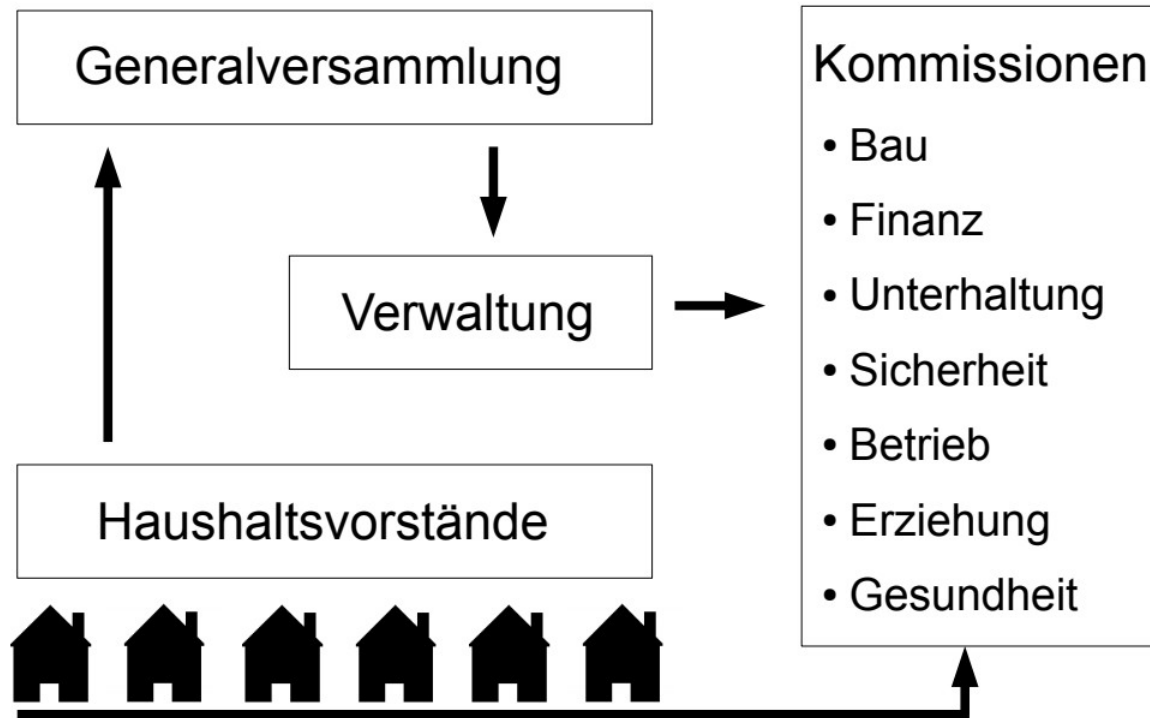 Generalversammlung
Verwaltung
Haushaltsvorstände
Kommissionen
• Bau
• Finanz
• Unterhaltung
• Sicherheit
• Betrieb
• Erziehung
• Gesundheit